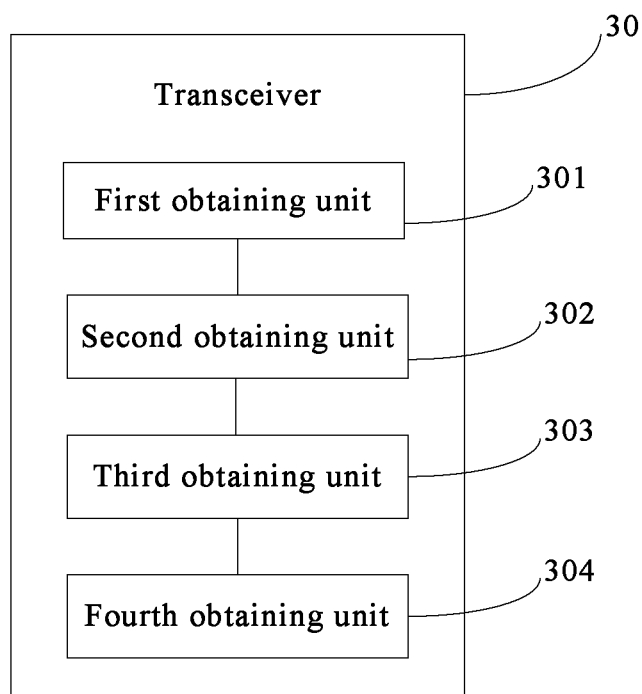 30
Transceiver
First obtaining unit
301
Second obtaining unit
302
Third obtaining unit
303
Fourth obtaining unit
304